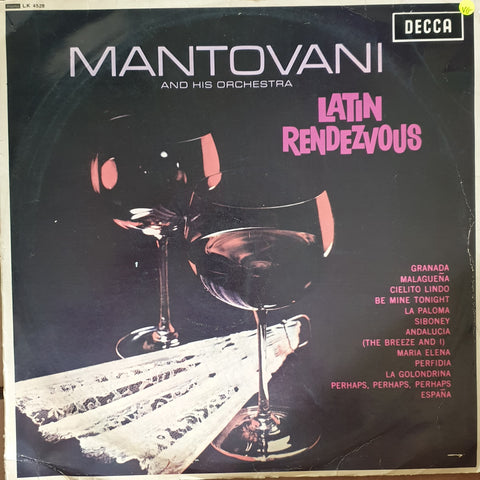 LK 4528
DECCA
MANTOVANI
AND HIS ORCHESTRA
LATIN
RENDEZVOUS
GRANADA
MALAGUEÑA
CIELITO LINDO
BE MINE TONIGHT
LA PALOMA
SIBONEY
ANDALUCIA
(THE BREEZE AND I)
MARIA ELENA
PERFIDIA
LA GOLONDRINA
PERHAPS, PERHAPS, PERHAPS
ESPAÑA